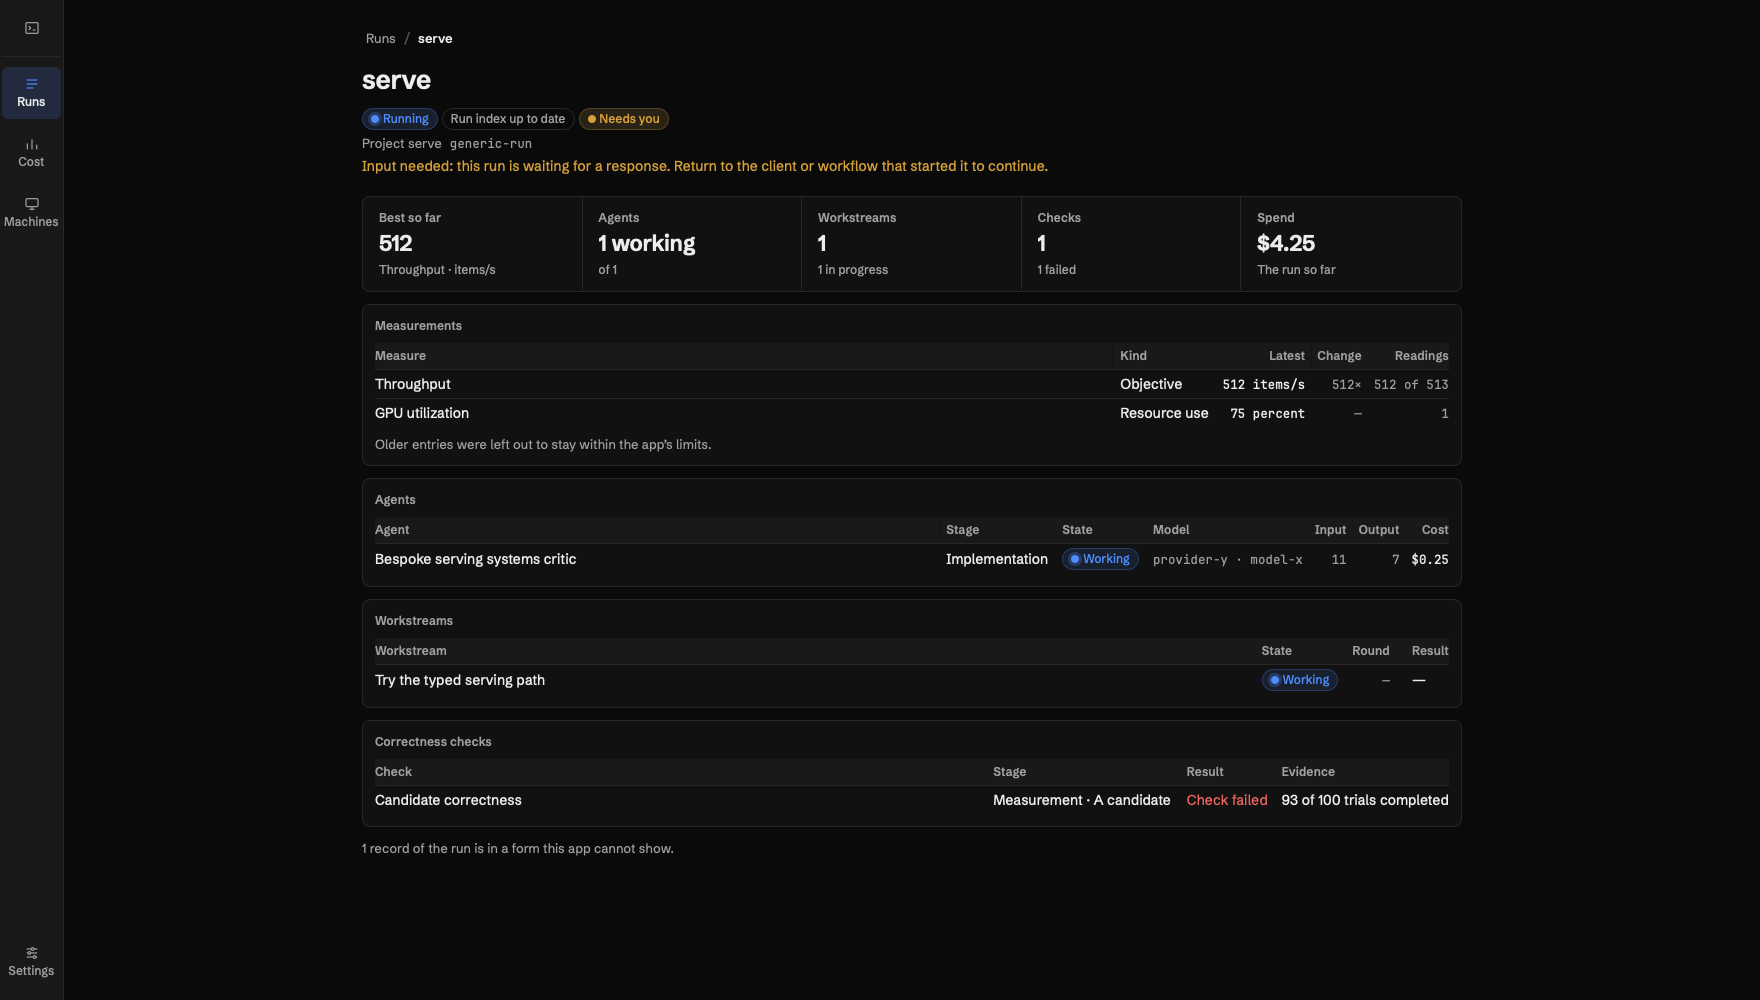 Runs / serve
Runs
Cost
Machines
Settings
serve
Running Run index up to date Needs you
Project serve generic-run
Input needed: this run is waiting for a response. Return to the client or workflow that started it to continue.
Best so far Agents Workstreams Checks Spend
512 1 working 1 1 $4.25
Throughput · items/s of 1 1 in progress 1 failed The run so far
Measurements
Measure Kind Latest Change Readings
Throughput Objective 512 items/s 512× 512 of 513
GPU utilization Resource use 75 percent — 1
Older entries were left out to stay within the app’s limits.
Agents
Agent Stage State Model Input Output Cost
Bespoke serving systems critic Implementation Working provider-y · model-x 11 7 $0.25
Workstreams
Workstream State Round Result
Try the typed serving path Working — —
Correctness checks
Check Stage Result Evidence
Candidate correctness Measurement · A candidate Check failed 93 of 100 trials completed
1 record of the run is in a form this app cannot show.